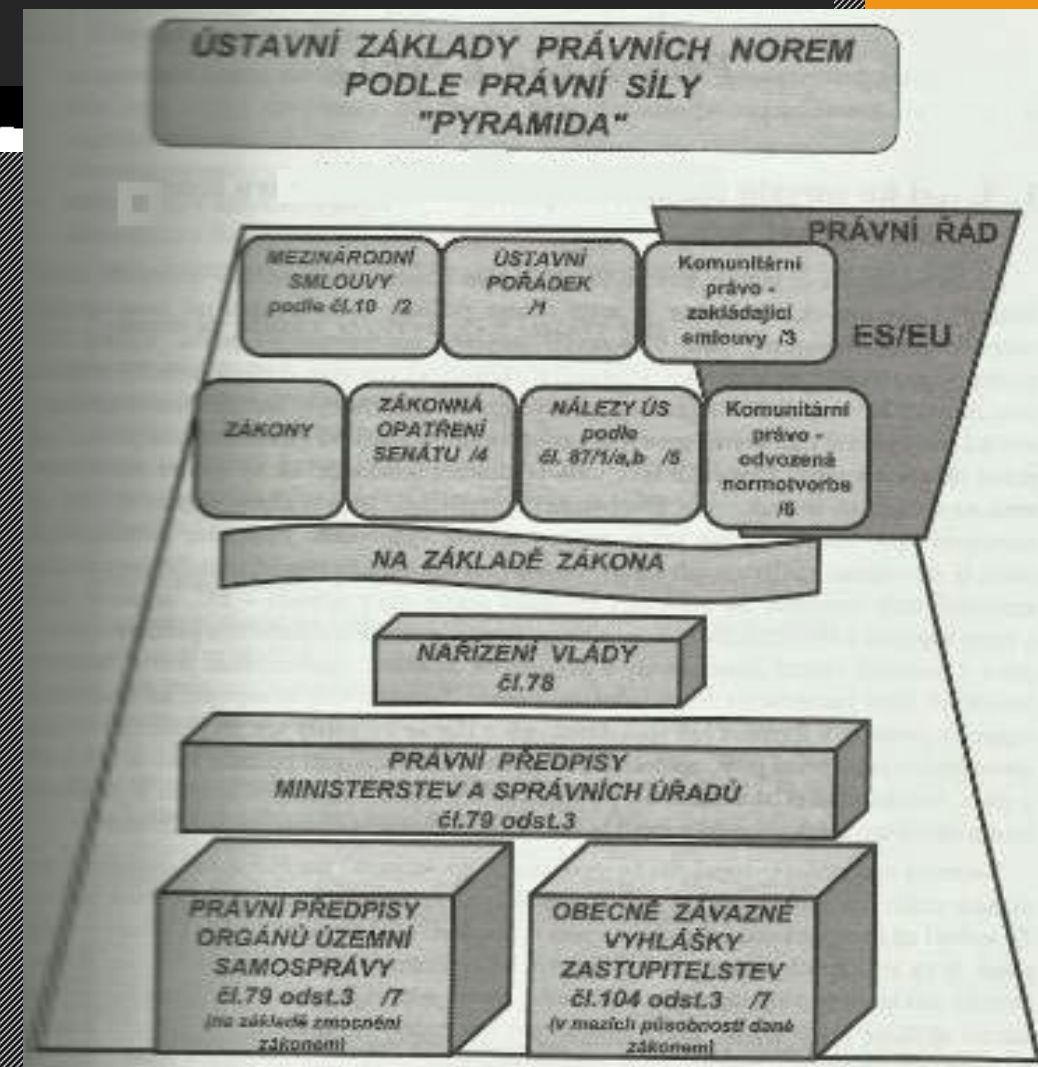 ÚSTAVNÍ ZÁKLADY PRÁVNÍCH NOREM
PODLE PRÁVNÍ SÍLY
"PYRAMIDA"
PRÁVNÍ ŘÁD
ES/EU
MEZINÁRODNÍ
SMLOUVY
podle čl.10 /2
ÚSTAVNÍ
POŘÁDEK
/1
Komunitární
právo -
zakládající
smlouvy /3
ZÁKONY
ZÁKONNÁ
OPATŘENÍ
SENÁTU /4
NÁLEZY ÚS
podle
čl. 87/1/a,b /5
Komunitární
právo -
odvozená
normotvorba
/6
NA ZÁKLADĚ ZÁKONA
NAŘÍZENÍ VLÁDY
čl.78
PRÁVNÍ PŘEDPISY
MINISTERSTEV A SPRÁVNÍCH ÚŘADŮ
čl.79 odst.3
PRÁVNÍ PŘEDPISY
ORGÁNŮ ÚZEMNÍ
SAMOSPRÁVY
čl.79 odst.3 /7
(na základě zmocnění
zákonem)
OBECNĚ ZÁVAZNÉ
VYHLÁŠKY
ZASTUPITELSTEV
čl.104 odst.3 /7
(v mezích působnosti dané
zákonem)